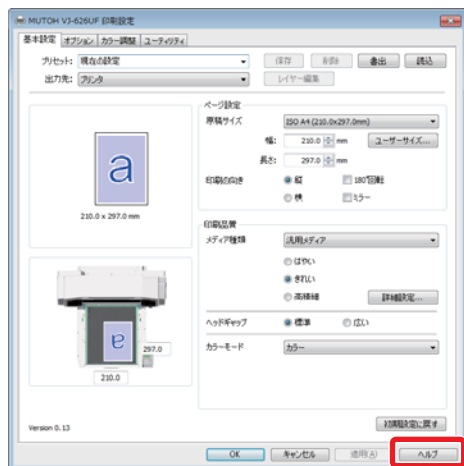 MUTOH VJ-626UF 印刷設定
基本設定 オプション カラー調整 ユーティリティ
プリセット: 現在の設定 保存 削除 書出 読込
出力先: プリンタ レイヤー編集
ページ設定
原稿サイズ ISO A4 (210.0x297.0mm)
幅: 210.0 mm ユーザーサイズ...
長さ: 297.0 mm
印刷の向き 縦 180°回転
横 ミラー
a
210.0 x 297.0 mm
印刷品質
メディア種類 汎用メディア
はやい
きれい
高精細 詳細設定...
ヘッドギャップ 標準 広い
カラーモード カラー
a
297.0
210.0
初期設定に戻す
Version 0.13
OK キャンセル 適用(A) ヘルプ